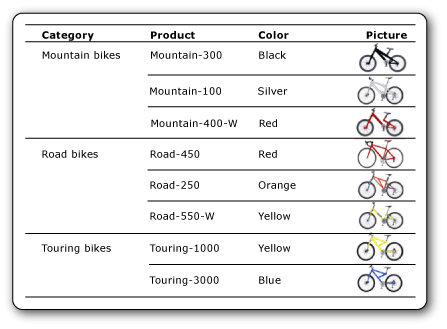 Category Product Color Picture
Mountain bikes Mountain-300 Black
Mountain-100 Silver
Mountain-400-W Red
Road bikes Road-450 Red
Road-250 Orange
Road-550-W Yellow
Touring bikes Touring-1000 Yellow
Touring-3000 Blue